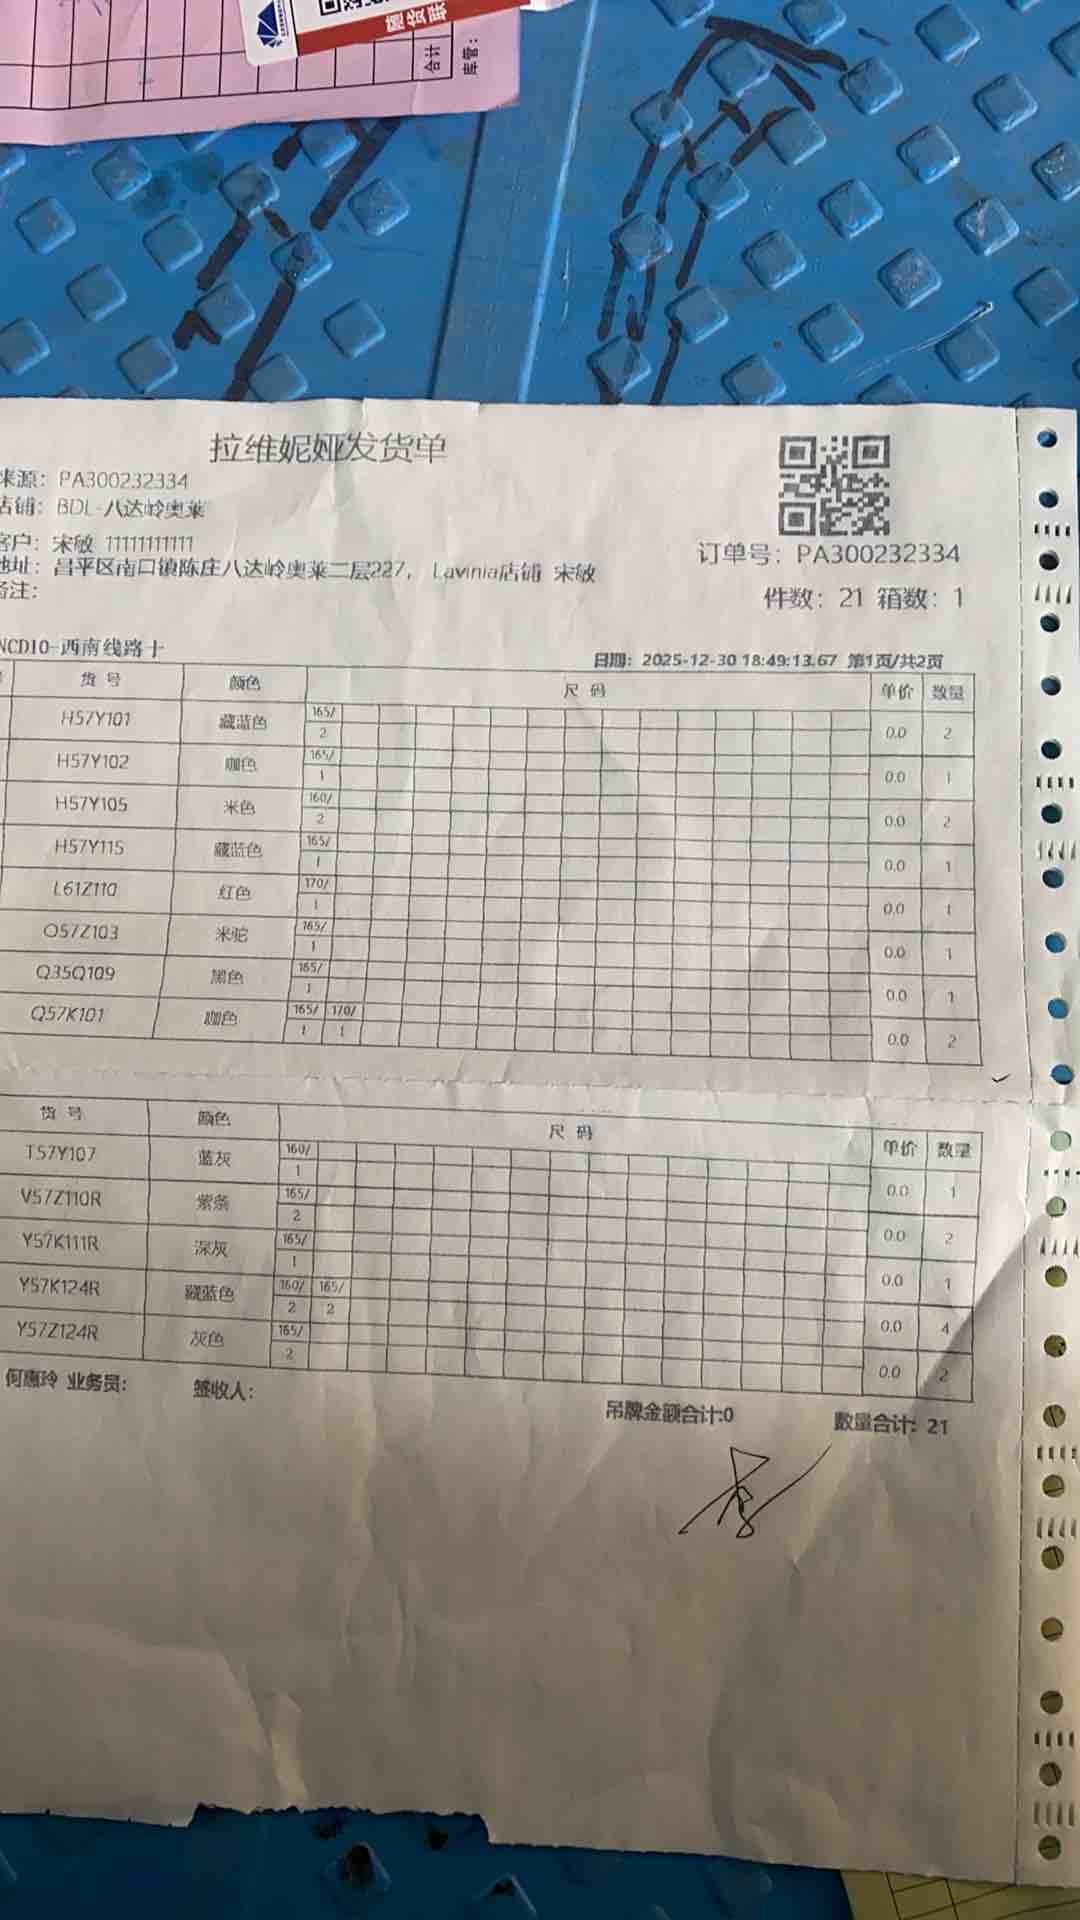 随货联
合计
库管：
拉维妮娅发货单
来源：PA300232334
店铺：BDL-八达岭奥莱
客户：宋敏 11111111111
地址：昌平区南口镇陈庄八达岭奥莱二层227，Lavinia店铺 宋敏
备注：
订单号：PA300232334
件数：21 箱数：1
NCD10-西南线路十
日期：2025-12-30 18:49:13.67 第1页/共2页
货号 颜色 尺码 单价 数量
H57Y101 藏蓝色 165/ 2 0.0 2
H57Y102 咖色 165/ 1 0.0 1
H57Y105 米色 160/ 2 0.0 2
H57Y115 藏蓝色 165/ 1 0.0 1
L61Z110 红色 170/ 1 0.0 1
O57Z103 米驼 165/ 1 0.0 1
Q35Q109 黑色 165/ 1 0.0 1
Q57K101 咖色 165/ 170/ 1 1 0.0 2
货号 颜色 尺码 单价 数量
T57Y107 蓝灰 160/ 1 0.0 1
V57Z110R 紫条 165/ 2 0.0 2
Y57K111R 深灰 165/ 1 0.0 1
Y57K124R 藏蓝色 160/ 165/ 2 2 0.0 4
Y57Z124R 灰色 165/ 2 0.0 2
何惠玲 业务员： 签收人：
吊牌金额合计:0 数量合计：21